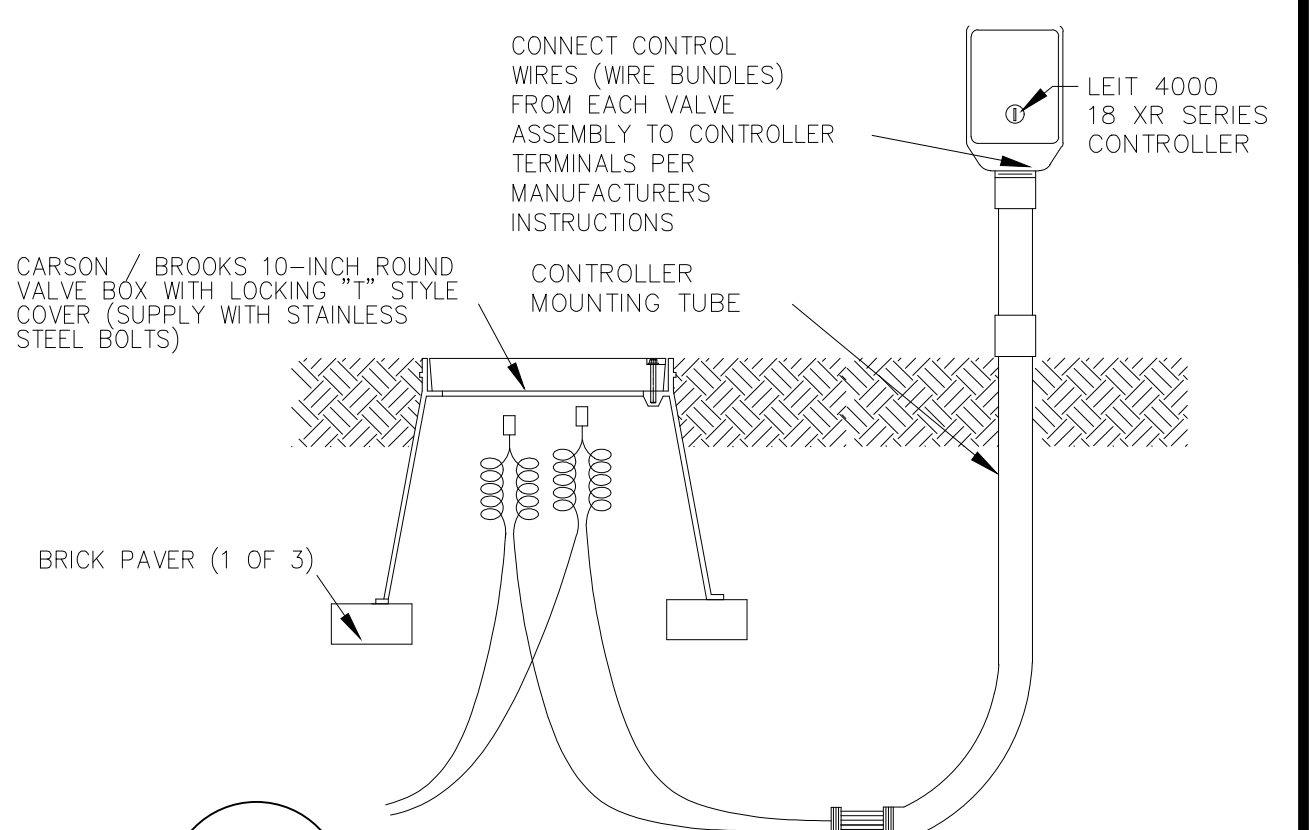 CONNECT CONTROL
WIRES (WIRE BUNDLES)
FROM EACH VALVE
ASSEMBLY TO CONTROLLER
TERMINALS PER
MANUFACTURERS
INSTRUCTIONS
LEIT 4000
18 XR SERIES
CONTROLLER
CARSON / BROOKS 10-INCH ROUND
VALVE BOX WITH LOCKING "T" STYLE
COVER (SUPPLY WITH STAINLESS
STEEL BOLTS)
CONTROLLER
MOUNTING TUBE
BRICK PAVER (1 OF 3)